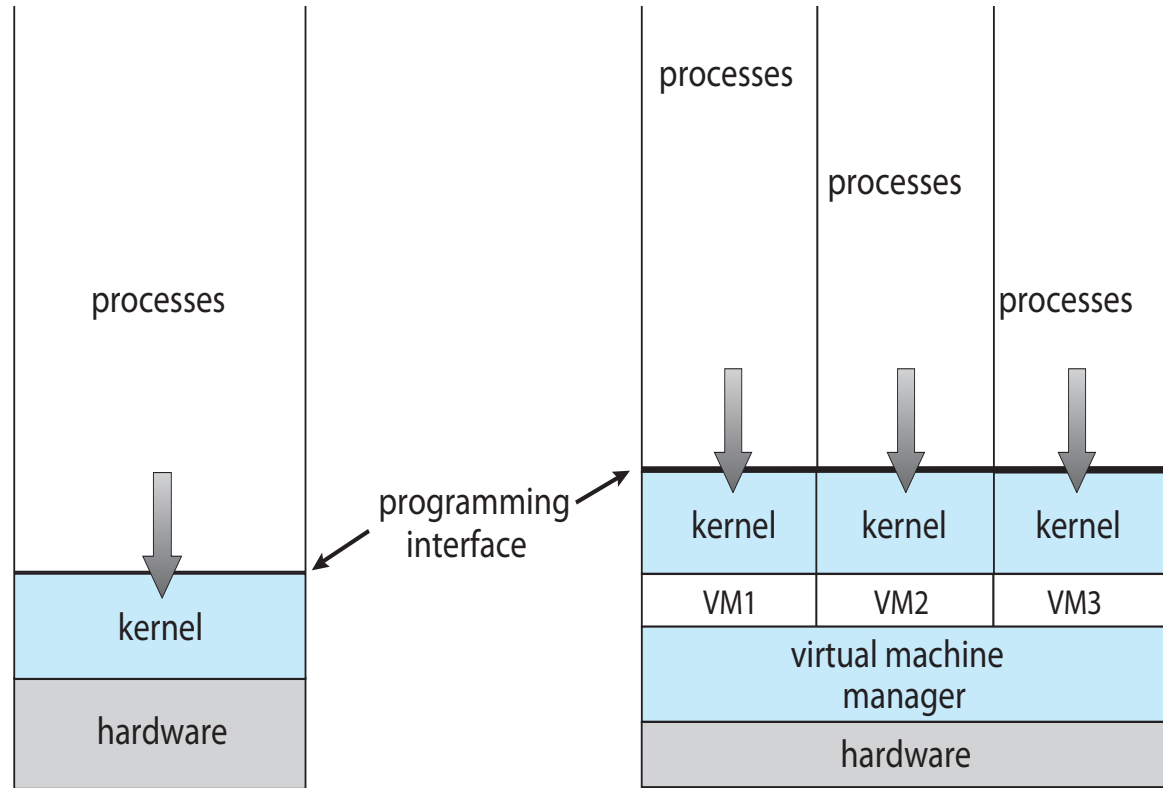 processes
kernel
hardware
programming
interface
processes
processes
processes
kernel
kernel
kernel
VM1
VM2
VM3
virtual machine
manager
hardware